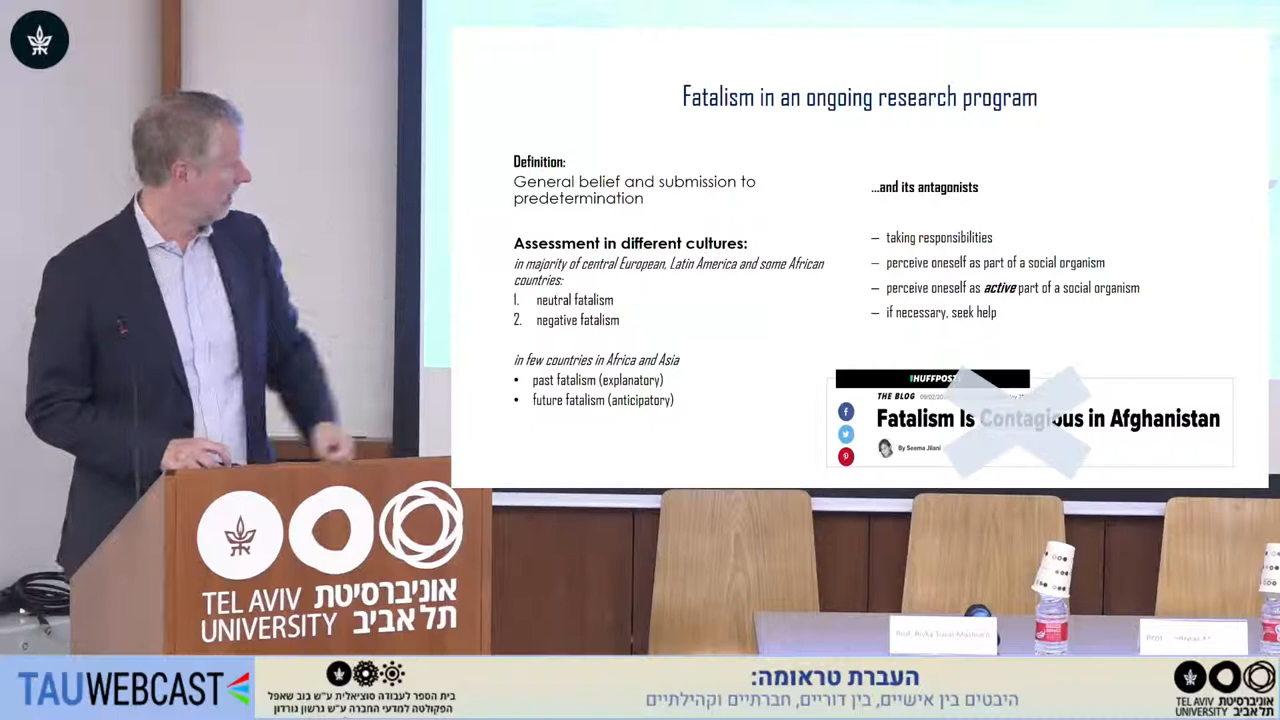 Fatalism in an ongoing research program
Definition:
General belief and submission to
predetermination
Assessment in different cultures:
in majority of central European, Latin America and some African
countries:
1. neutral fatalism
2. negative fatalism
in few countries in Africa and Asia
• past fatalism (explanatory)
• future fatalism (anticipatory)
...and its antagonists
– taking responsibilities
– perceive oneself as part of a social organism
– perceive oneself as active part of a social organism
– if necessary, seek help
HUFFPOST
THE BLOG
Fatalism Is Contagious in Afghanistan
By Seema Jilani
TEL AVIV אוניברסיטת
UNIVERSITY תל אביב
Prof.
TAUWEBCAST
בית הספר לעבודה סוציאלית ע"ש בוב שאפל
הפקולטה למדעי החברה ע"ש גרשון גורדון
העברת טראומה:
היבטים בין אישיים, בין דוריים, חברתיים וקהילתיים
TEL AVIV אוניברסיטת
UNIVERSITY תל אביב